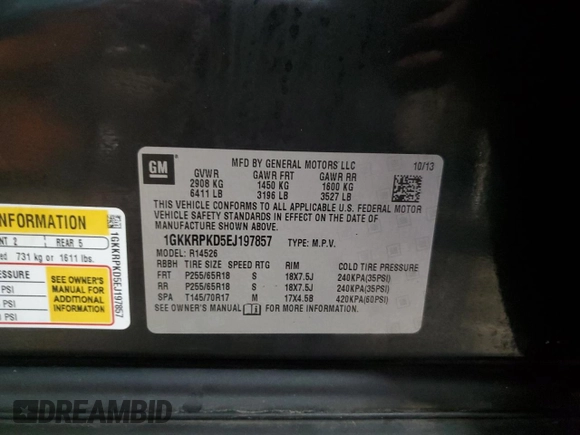 GM
MFD BY GENERAL MOTORS LLC
10/13
GVWR GAWR FRT GAWR RR
2908 KG 1450 KG 1600 KG
6411 LB 3196 LB 3527 LB
THIS VEHICLE CONFORMS TO ALL APPLICABLE U.S. FEDERAL MOTOR
VEHICLE SAFETY STANDARDS IN EFFECT ON THE DATE OF
MANUFACTURE SHOWN ABOVE.
1GKKRPKD5EJ197857 TYPE: M.P.V.
MODEL: R14526
RBBH TIRE SIZE SPEED RTG RIM COLD TIRE PRESSURE
FRT P255/65R18 S 18X7.5J 240KPA(35PSI)
RR P255/65R18 S 18X7.5J 240KPA(35PSI)
SPA T145/70R17 M 17X4.5B 420KPA(60PSI)
SEE OWNER'S MANUAL FOR MORE INFORMATION.
INFORMATION
NT 2 REAR 5
731 kg or 1611 lbs.
PRESSURE
PSI
PSI
PSI
SEE OWNER'S
MANUAL FOR
ADDITIONAL
INFORMATION
1GKKRPKD5EJ197857
DREAMBID